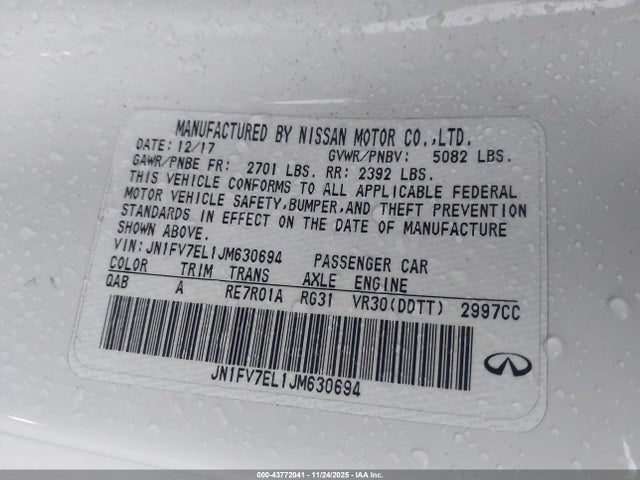 MANUFACTURED BY NISSAN MOTOR CO.,LTD.
DATE: 12/17 GVWR/PNBV: 5082 LBS.
GAWR/PNBE FR: 2701 LBS. RR: 2392 LBS.
THIS VEHICLE CONFORMS TO ALL APPLICABLE FEDERAL
MOTOR VEHICLE SAFETY,BUMPER,AND THEFT PREVENTION
STANDARDS IN EFFECT ON THE DATE OF MANUFACTURE
SHOWN ABOVE.
VIN:JN1FV7EL1JM630694 PASSENGER CAR
COLOR TRIM TRANS AXLE ENGINE
QAB A RE7R01A RG31 VR30(DDTT) 2997CC
JN1FV7EL1JM630694
INFINITI
000-43772041 - 11/24/2025 - IAA Inc.